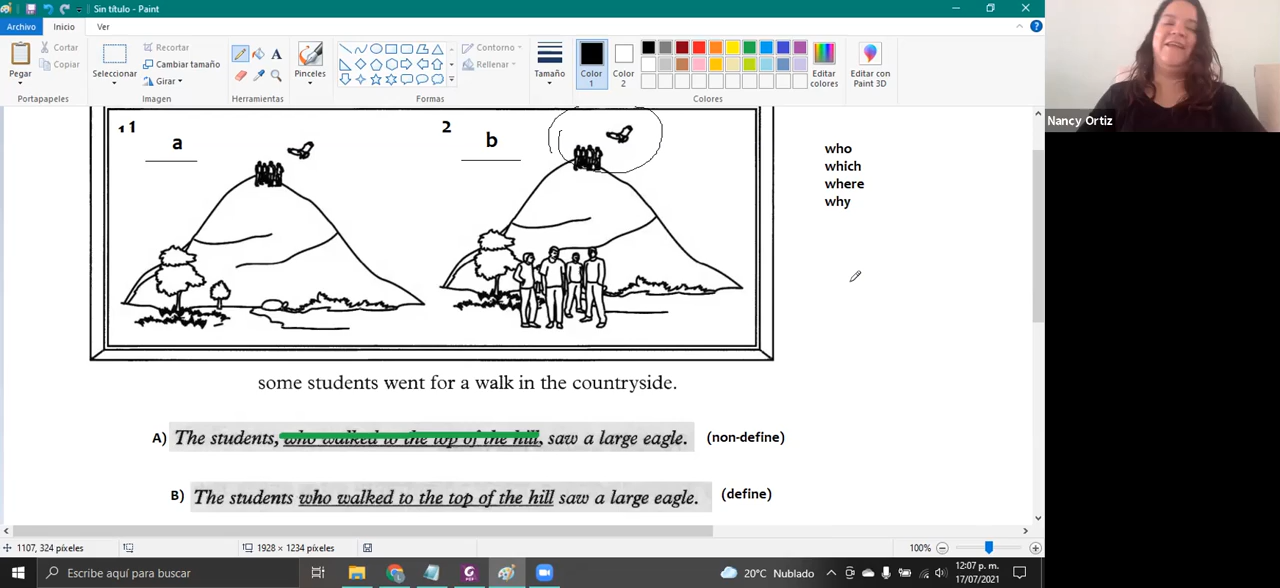 Sin título - Paint
Archivo Inicio Ver
Pegar
Cortar
Copiar
Portapapeles
Seleccionar
Recortar
Cambiar tamaño
Girar
Imagen
Herramientas
Pinceles
Formas
Contorno
Rellenar
Tamaño
Color 1
Color 2
Editar colores
Colores
Editar con Paint 3D
Nancy Ortiz
1 a
2 b
who
which
where
why
some students went for a walk in the countryside.
A) The students, who walked to the top of the hill, saw a large eagle. (non-define)
B) The students who walked to the top of the hill saw a large eagle. (define)
1107, 324 píxeles
1928 × 1234 píxeles
100%
Escribe aquí para buscar
20°C Nublado
12:07 p. m.
17/07/2021